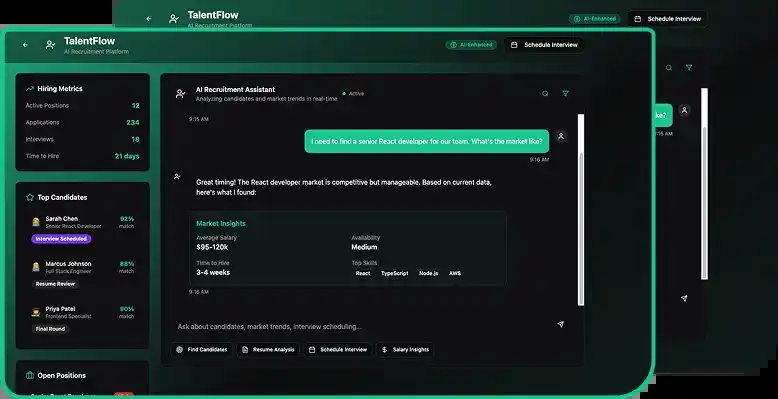 TalentFlow
AI Recruitment Platform
AI-Enhanced
Schedule Interview
TalentFlow
AI Recruitment Platform
AI-Enhanced
Schedule Interview
Hiring Metrics
Active Positions 12
Applications 234
Interviews 18
Time to Hire 21 days
Top Candidates
Sarah Chen 92%
Senior React Developer match
Interview Scheduled
Marcus Johnson 88%
Full Stack Engineer match
Resume Review
Priya Patel 90%
Frontend Specialist match
Final Round
Open Positions
AI Recruitment Assistant
Analyzing candidates and market trends in real-time
Active
9:15 AM
I need to find a senior React developer for our team. What's the market like?
9:16 AM
Great timing! The React developer market is competitive but manageable. Based on current data,
here's what I found:
Market Insights
Average Salary Availability
$95-120k Medium
Time to Hire Top Skills
3-4 weeks React TypeScript Node.js AWS
9:16 AM
Ask about candidates, market trends, interview scheduling...
Find Candidates
Resume Analysis
Schedule Interview
Salary Insights
ke?